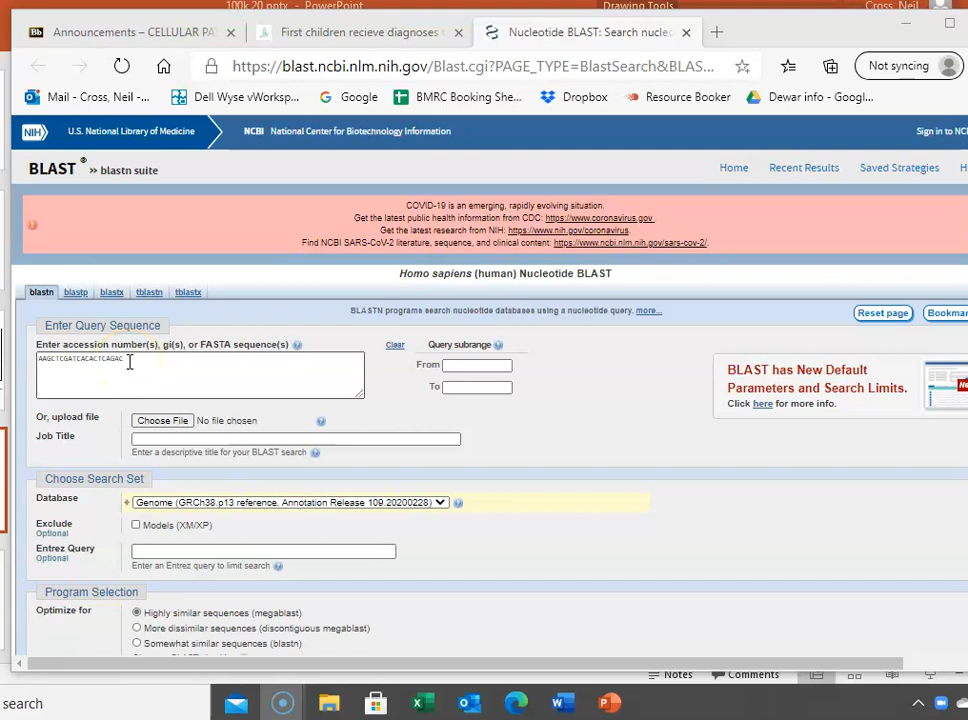 100k 20.pptx - PowerPoint Drawing Tools Cross, Neil
Bb Announcements – CELLULAR PA × First children recieve diagnoses × Nucleotide BLAST: Search nucle × +
https://blast.ncbi.nlm.nih.gov/Blast.cgi?PAGE_TYPE=BlastSearch&BLAS... Not syncing
Mail - Cross, Neil -... Dell Wyse vWorksp... Google BMRC Booking She... Dropbox Resource Booker Dewar info - Googl...
NIH U.S. National Library of Medicine NCBI National Center for Biotechnology Information Sign in to NC
BLAST ® » blastn suite Home Recent Results Saved Strategies H
COVID-19 is an emerging, rapidly evolving situation.
Get the latest public health information from CDC: https://www.coronavirus.gov .
Get the latest research from NIH: https://www.nih.gov/coronavirus.
Find NCBI SARS-CoV-2 literature, sequence, and clinical content: https://www.ncbi.nlm.nih.gov/sars-cov-2/.
Homo sapiens (human) Nucleotide BLAST
blastn blastp blastx tblastn tblastx
BLASTN programs search nucleotide databases using a nucleotide query. more... Reset page Bookmar
Enter Query Sequence
Enter accession number(s), gi(s), or FASTA sequence(s) Clear Query subrange
AAGCTCGATCACACTCAGAC
From
To
BLAST has New Default
Parameters and Search Limits.
Click here for more info.
Or, upload file Choose File No file chosen
Job Title
Enter a descriptive title for your BLAST search
Choose Search Set
Database Genome (GRCh38.p13 reference, Annotation Release 109.20200228)
Exclude Models (XM/XP)
Optional
Entrez Query
Optional
Enter an Entrez query to limit search
Program Selection
Optimize for Highly similar sequences (megablast)
More dissimilar sequences (discontiguous megablast)
Somewhat similar sequences (blastn)
Notes Comments
search